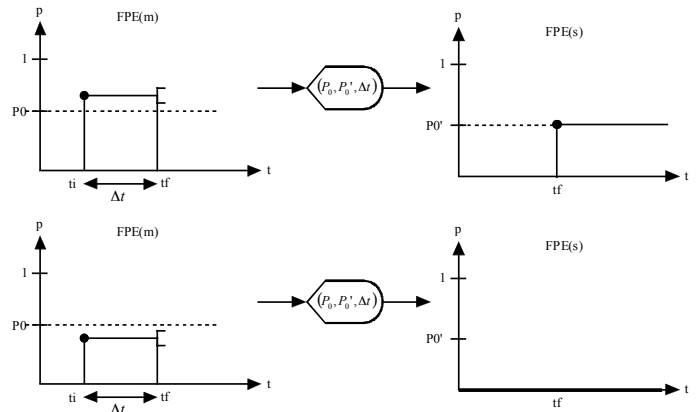 p
FPE(m)
1
P0
t
ti
tf
Δt
(P₀, P₀', Δt)
p
FPE(s)
1
P0'
t
tf
p
FPE(m)
1
P0
t
ti
tf
Δt
(P₀, P₀', Δt)
p
FPE(s)
1
P0'
t
tf